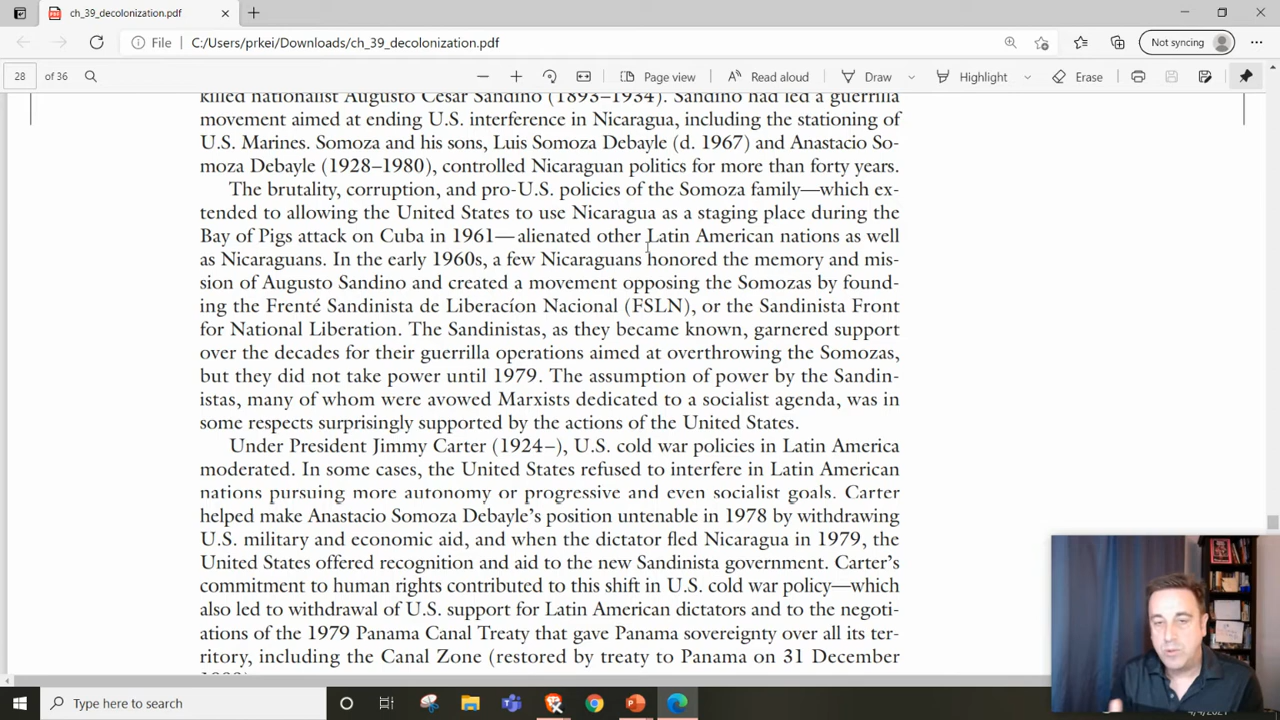 ch_39_decolonization.pdf
File C:/Users/prkei/Downloads/ch_39_decolonization.pdf Not syncing
28 of 36 Page view Read aloud Draw Highlight Erase
killed nationalist Augusto Cesar Sandino (1893–1934). Sandino had led a guerrilla
movement aimed at ending U.S. interference in Nicaragua, including the stationing of
U.S. Marines. Somoza and his sons, Luis Somoza Debayle (d. 1967) and Anastacio So-
moza Debayle (1928–1980), controlled Nicaraguan politics for more than forty years.
The brutality, corruption, and pro-U.S. policies of the Somoza family—which ex-
tended to allowing the United States to use Nicaragua as a staging place during the
Bay of Pigs attack on Cuba in 1961—alienated other Latin American nations as well
as Nicaraguans. In the early 1960s, a few Nicaraguans honored the memory and mis-
sion of Augusto Sandino and created a movement opposing the Somozas by found-
ing the Frenté Sandinista de Liberacíon Nacional (FSLN), or the Sandinista Front
for National Liberation. The Sandinistas, as they became known, garnered support
over the decades for their guerrilla operations aimed at overthrowing the Somozas,
but they did not take power until 1979. The assumption of power by the Sandin-
istas, many of whom were avowed Marxists dedicated to a socialist agenda, was in
some respects surprisingly supported by the actions of the United States.
Under President Jimmy Carter (1924–), U.S. cold war policies in Latin America
moderated. In some cases, the United States refused to interfere in Latin American
nations pursuing more autonomy or progressive and even socialist goals. Carter
helped make Anastacio Somoza Debayle's position untenable in 1978 by withdrawing
U.S. military and economic aid, and when the dictator fled Nicaragua in 1979, the
United States offered recognition and aid to the new Sandinista government. Carter's
commitment to human rights contributed to this shift in U.S. cold war policy—which
also led to withdrawal of U.S. support for Latin American dictators and to the negoti-
ations of the 1979 Panama Canal Treaty that gave Panama sovereignty over all its ter-
ritory, including the Canal Zone (restored by treaty to Panama on 31 December
Type here to search